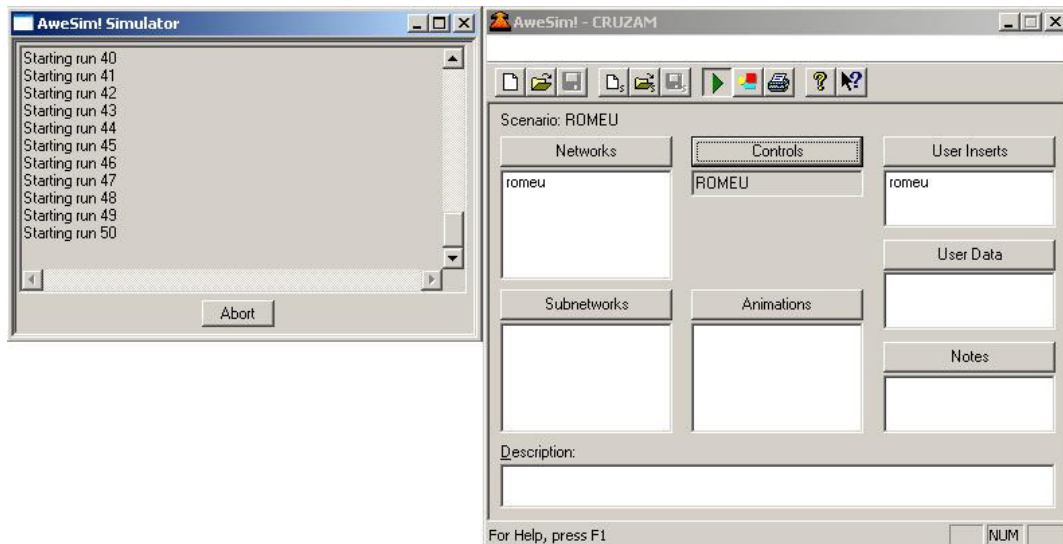 AweSim! Simulator
Starting run 40
Starting run 41
Starting run 42
Starting run 43
Starting run 44
Starting run 45
Starting run 46
Starting run 47
Starting run 48
Starting run 49
Starting run 50
Abort
AweSim! - CRUZAM
Scenario: ROMEU
Networks
romeu
Controls
ROMEU
User Inserts
romeu
User Data
Subnetworks
Animations
Notes
Description:
For Help, press F1
NUM